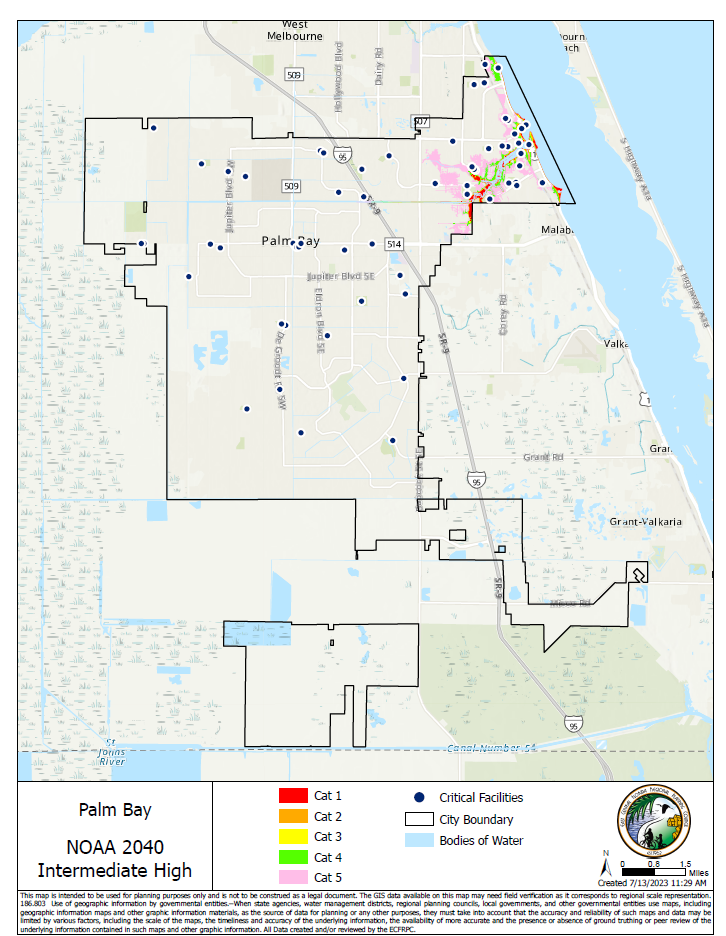 West
Melbourne
ourn
ach
509
Hollywood Blvd
Dairy Rd
507
S Highway A1A
95
1
509
Jupiter Blvd W
SR-9
Palm Bay
514
Malab
Jupiter Blvd SE
S Highway A1A
Eldron Blvd SE
Corey Rd
De Groodt Rd SW
SR-9
Valka
1
Gran
Grant Rd
95
Grant-Valkaria
SR-9
Micco Rd
95
St
Johns
River
Canal Number 54
Palm Bay
NOAA 2040
Intermediate High
Cat 1
Cat 2
Cat 3
Cat 4
Cat 5
Critical Facilities
City Boundary
Bodies of Water
N
0 0.8 1.5
Miles
Created 7/13/2023 11:29 AM
This map is intended to be used for planning purposes only and is not to be construed as a legal document. The GIS data available on this map may need field verification as it corresponds to regional scale representation.
186.803 Use of geographic information by governmental entities.--When state agencies, water management districts, regional planning councils, local governments, and other governmental entities use maps, including
geographic information maps and other graphic information materials, as the source of data for planning or any other purposes, they must take into account that the accuracy and reliability of such maps and data may be
limited by various factors, including the scale of the maps, the timeliness and accuracy of the underlying information, the availability of more accurate and the presence or absence of ground truthing or peer review of the
underlying information contained in such maps and other graphic information. All Data created and/or reviewed by the ECFRPC.